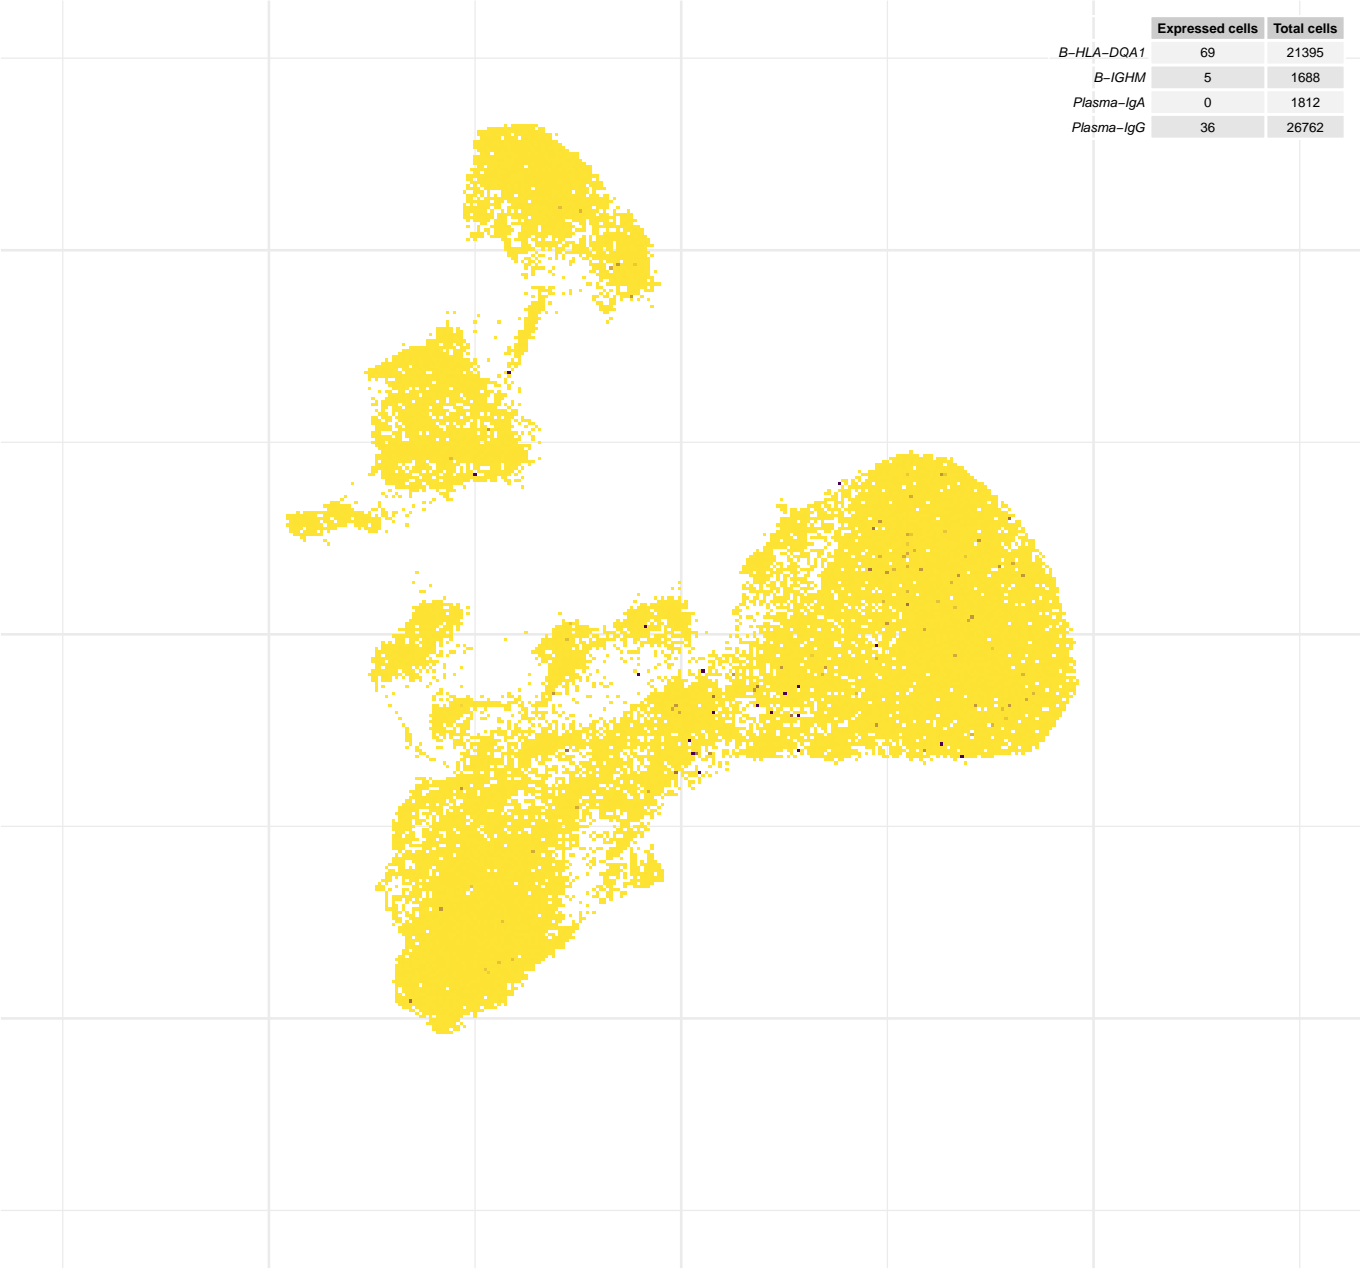 Expressed cells Total cells
B−HLA−DQA1 69 21395
B−IGHM 5 1688
Plasma−IgA 0 1812
Plasma−IgG 36 26762